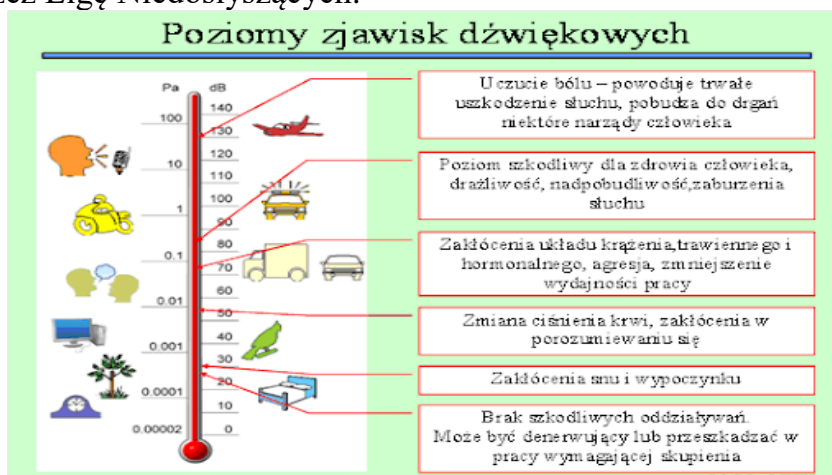 Ligę Niedosłyszących.
Poziomy zjawisk dźwiękowych
Pa dB
140
100
130
120
10
110
100
1
90
80
0.1
70
60
0.01
50
40
0.001
30
20
0.0001
10
0.00002
0
Uczucie bólu – powoduje trwałe
uszkodzenie słuchu, pobudza do drgań
niektóre narządy człowieka
Poziom szkodliwy dla zdrowia człowieka,
drażliwość, nadpobudliwość,zaburzenia
słuchu
Zakłócenia układu krążenia,trawiennego i
hormonalnego, agresja, zmniejszenie
wydajności pracy
Zmiana ciśnienia krwi, zakłócenia w
porozumiewaniu się
Zakłócenia snu i wypoczynku
Brak szkodliwych oddziaływań.
Może być denerwujący lub przeszkadzać w
pracy wymagającej skupienia